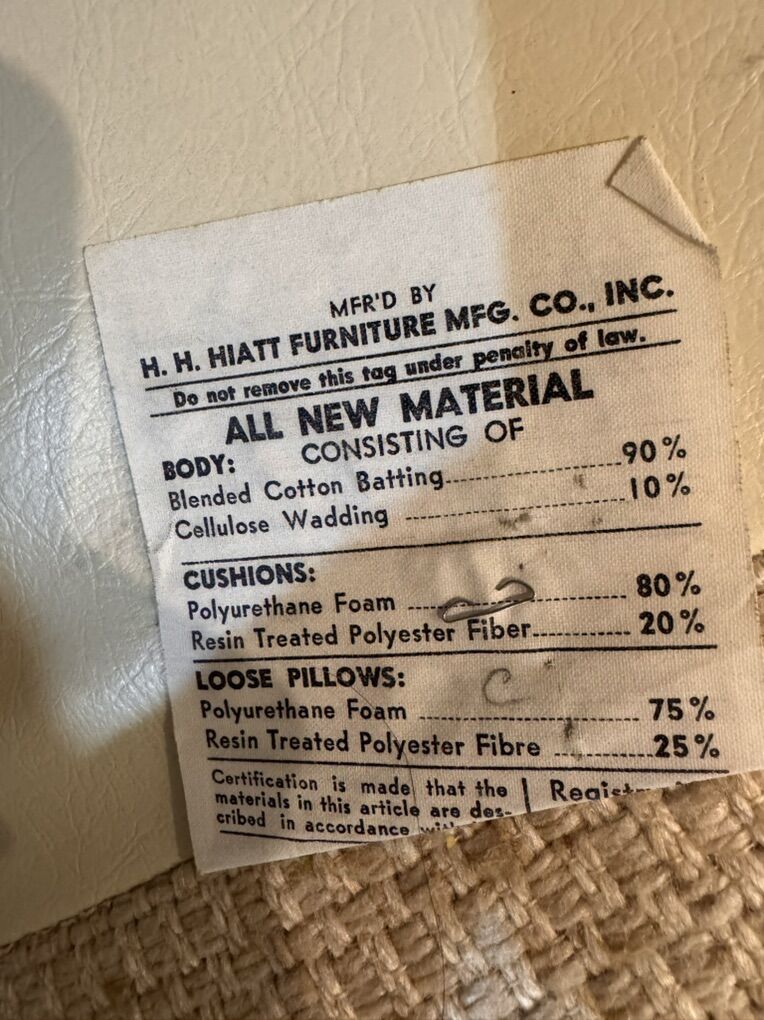 MFR'D BY
H. H. HIATT FURNITURE MFG. CO., INC.
Do not remove this tag under penalty of law.
ALL NEW MATERIAL
CONSISTING OF
BODY:
Blended Cotton Batting 90%
Cellulose Wadding 10%
CUSHIONS:
Polyurethane Foam 80%
Resin Treated Polyester Fiber 20%
LOOSE PILLOWS:
C
Polyurethane Foam 75%
Resin Treated Polyester Fibre 25%
Certification is made that the
materials in this article are des-
cribed in accordance